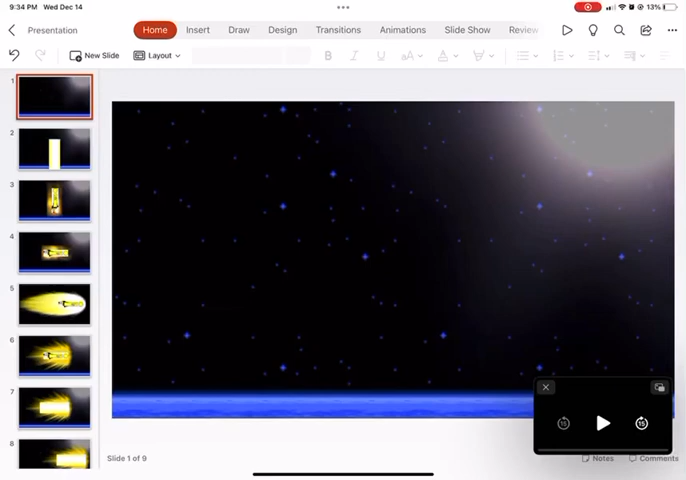 9:34 PM Wed Dec 14
13%
Presentation
Home Insert Draw Design Transitions Animations Slide Show Review
New Slide Layout
B I U aA A
1
2
3
4
5
6
7
8
15 15
Slide 1 of 9
Notes Comments